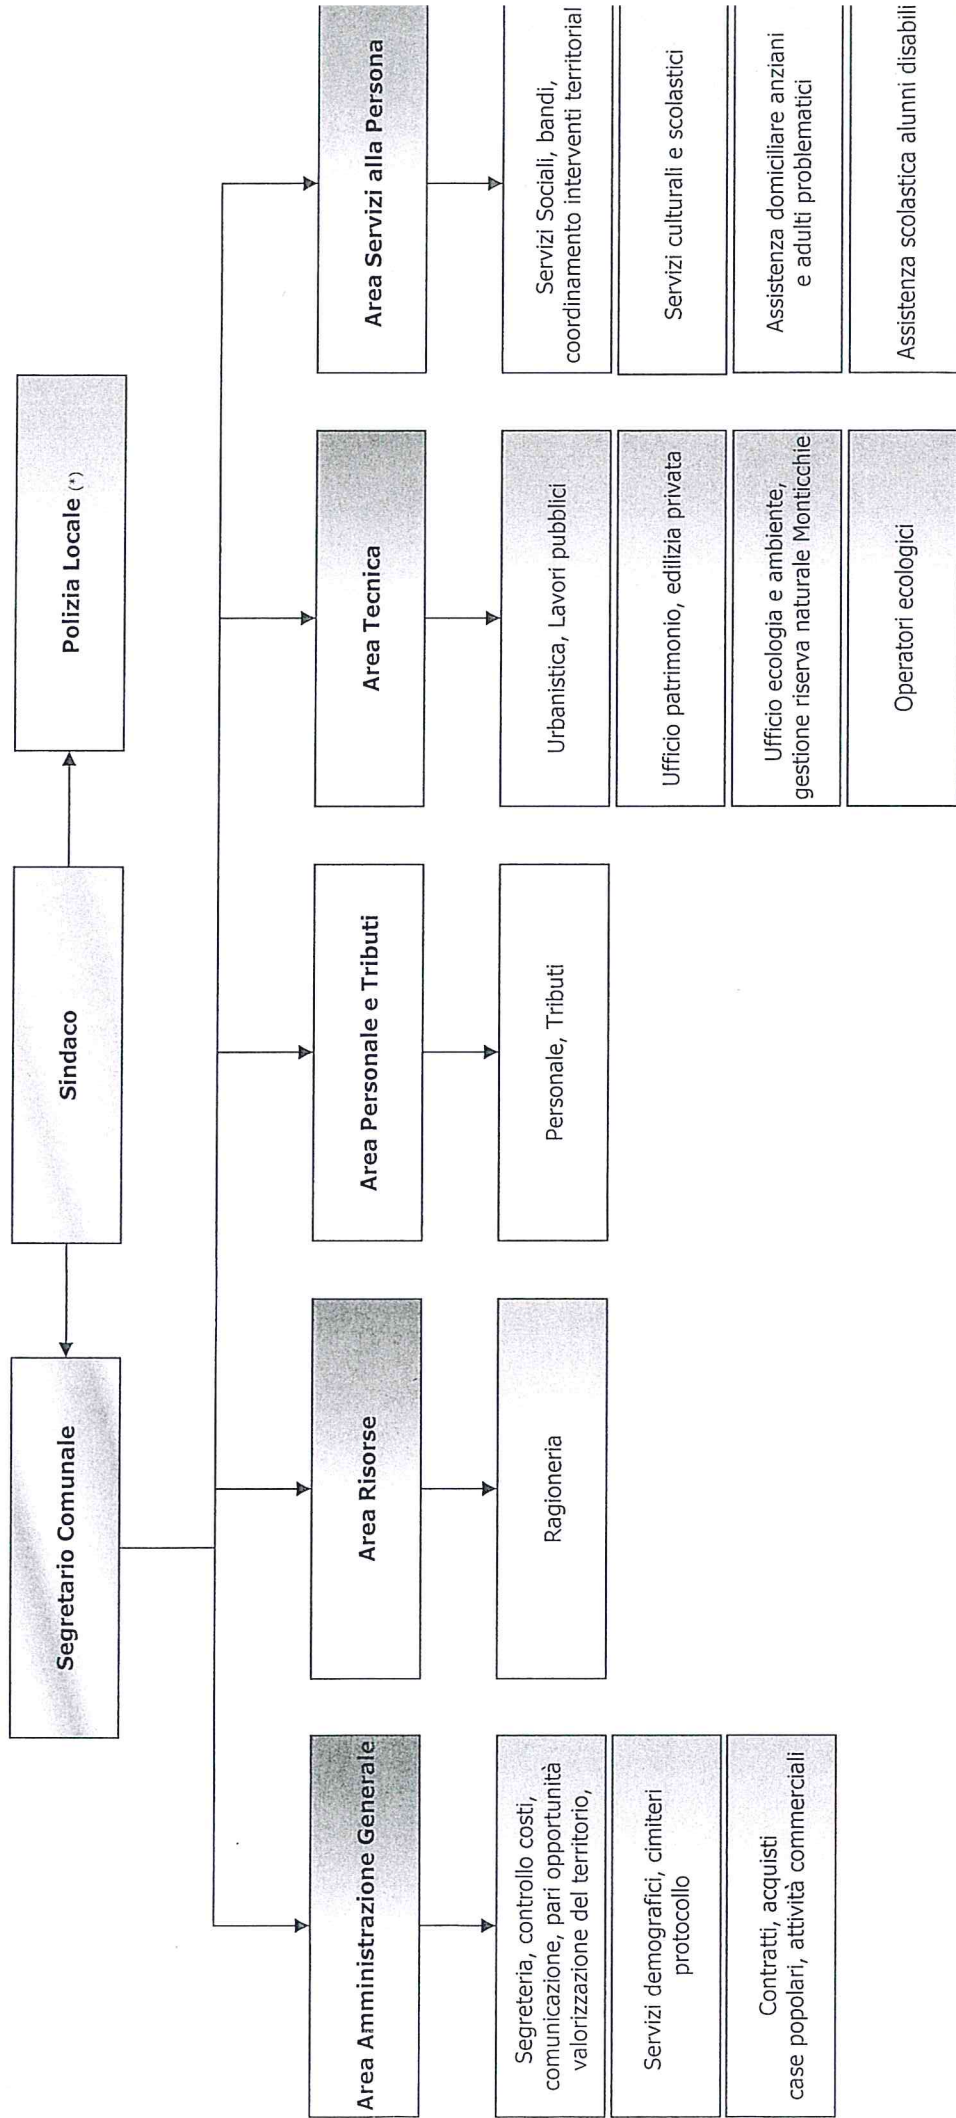 Sindaco
Segretario Comunale
Polizia Locale (*)
Area Amministrazione Generale
Area Risorse
Area Personale e Tributi
Area Tecnica
Area Servizi alla Persona
Segreteria, controllo costi,
comunicazione, pari opportunità
valorizzazione del territorio,
Servizi demografici, cimiteri
protocollo
Contratti, acquisti
case popolari, attività commerciali
Ragioneria
Personale, Tributi
Urbanistica, Lavori pubblici
Ufficio patrimonio, edilizia privata
Ufficio ecologia e ambiente,
gestione riserva naturale Monticchie
Operatori ecologici
Servizi Sociali, bandi,
coordinamento interventi territorial
Servizi culturali e scolastici
Assistenza domiciliare anziani
e adulti problematici
Assistenza scolastica alunni disabili